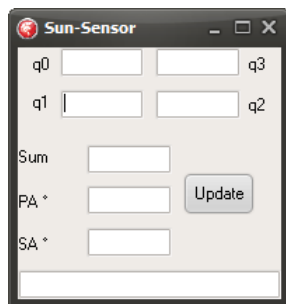 Sun-Sensor
q0 q3
q1 q2
Sum
PA °
Update
SA °